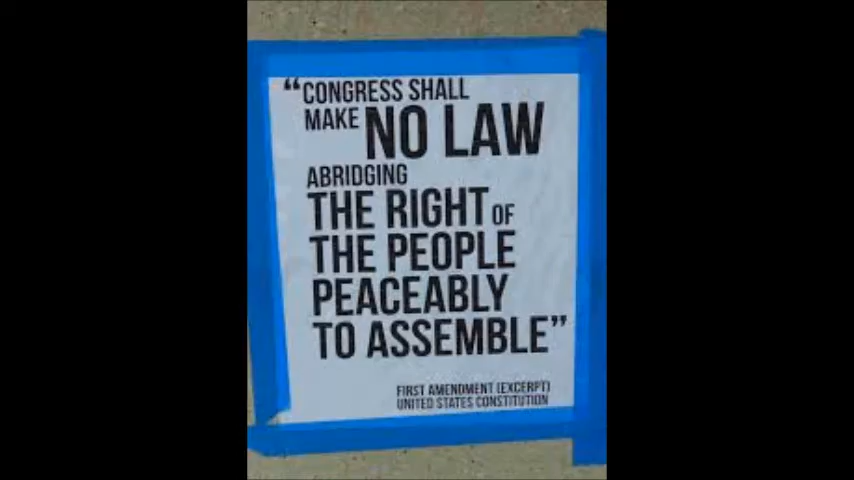 “CONGRESS SHALL
MAKE NO LAW
ABRIDGING
THE RIGHT OF
THE PEOPLE
PEACEABLY
TO ASSEMBLE”
FIRST AMENDMENT (EXCERPT)
UNITED STATES CONSTITUTION